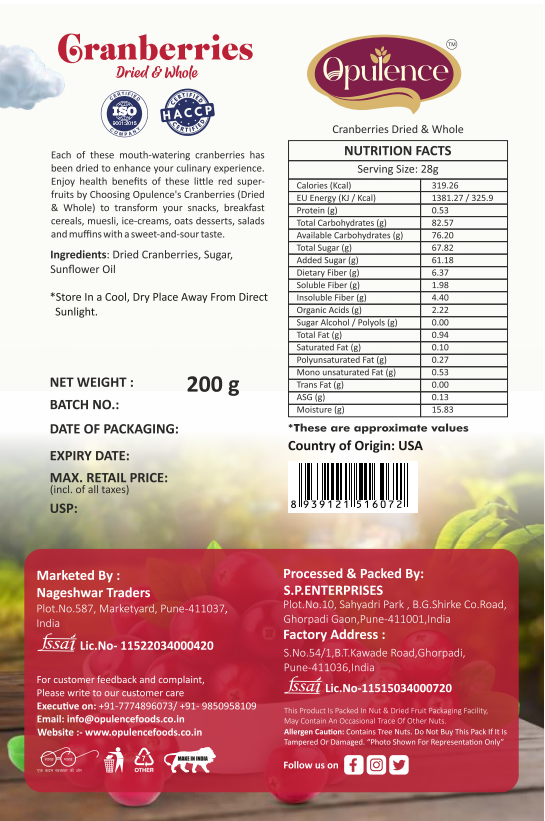 Cranberries
Dried & Whole
CERTIFIED
ISO
9001:2015
COMPANY
CERTIFIED
HACCP
CERTIFIED
Each of these mouth-watering cranberries has
been dried to enhance your culinary experience.
Enjoy health benefits of these little red super-
fruits by Choosing Opulence's Cranberries (Dried
& Whole) to transform your snacks, breakfast
cereals, muesli, ice-creams, oats desserts, salads
and muffins with a sweet-and-sour taste.
Ingredients: Dried Cranberries, Sugar,
Sunflower Oil
*Store In a Cool, Dry Place Away From Direct
Sunlight.
NET WEIGHT : 200 g
BATCH NO.:
DATE OF PACKAGING:
EXPIRY DATE:
MAX. RETAIL PRICE:
(incl. of all taxes)
USP:
Opulence
TM
Cranberries Dried & Whole
NUTRITION FACTS
Serving Size: 28g
Calories (Kcal) 319.26
EU Energy (KJ / Kcal) 1381.27 / 325.9
Protein (g) 0.53
Total Carbohydrates (g) 82.57
Available Carbohydrates (g) 76.20
Total Sugar (g) 67.82
Added Sugar (g) 61.18
Dietary Fiber (g) 6.37
Soluble Fiber (g) 1.98
Insoluble Fiber (g) 4.40
Organic Acids (g) 2.22
Sugar Alcohol / Polyols (g) 0.00
Total Fat (g) 0.94
Saturated Fat (g) 0.10
Polyunsaturated Fat (g) 0.27
Mono unsaturated Fat (g) 0.53
Trans Fat (g) 0.00
ASG (g) 0.13
Moisture (g) 15.83
*These are approximate values
Country of Origin: USA
8 939121 516072
Marketed By :
Nageshwar Traders
Plot.No.587, Marketyard, Pune-411037,
India
fssai Lic.No- 11522034000420
For customer feedback and complaint,
Please write to our customer care
Executive on: +91-7774896073/ +91- 9850958109
Email: info@opulencefoods.co.in
Website :- www.opulencefoods.co.in
स्वच्छ भारत
एक कदम स्वच्छता की ओर
OTHER
MAKE IN INDIA
Processed & Packed By:
S.P.ENTERPRISES
Plot.No.10, Sahyadri Park , B.G.Shirke Co.Road,
Ghorpadi Gaon,Pune-411001,India
Factory Address :
S.No.54/1,B.T.Kawade Road,Ghorpadi,
Pune-411036,India
fssai Lic.No-11515034000720
This Product Is Packed In Nut & Dried Fruit Packaging Facility,
May Contain An Occasional Trace Of Other Nuts.
Allergen Caution: Contains Tree Nuts. Do Not Buy This Pack If It Is
Tampered Or Damaged. “Photo Shown For Representation Only”
Follow us on